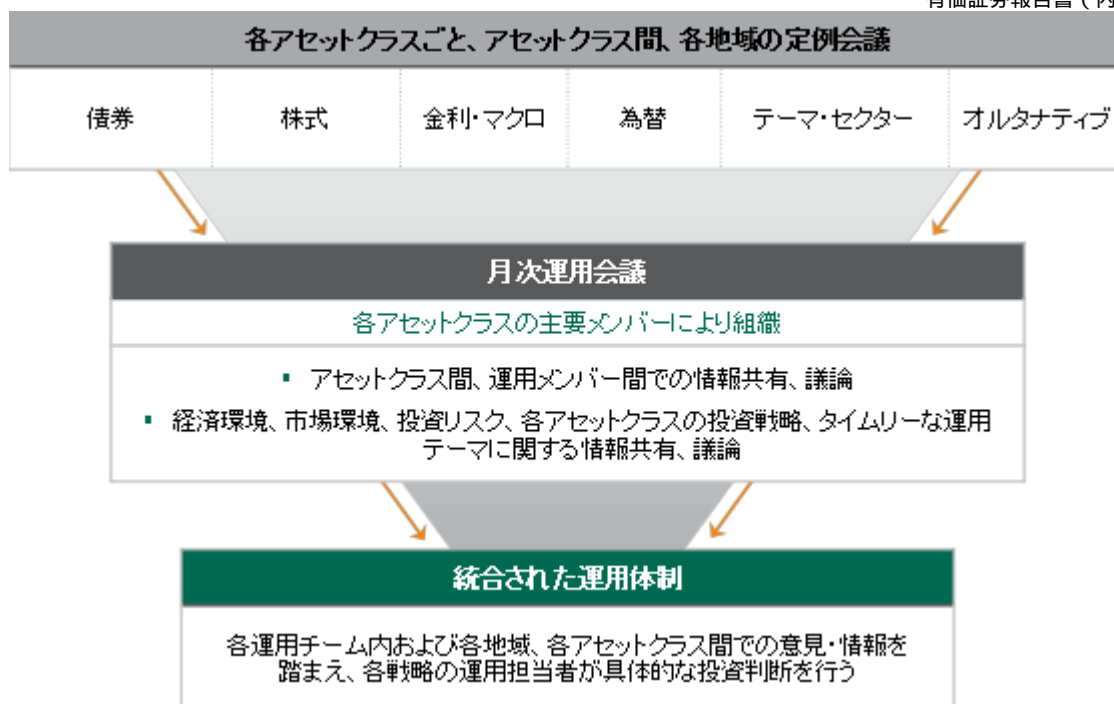 有価証券報告書（内
各アセットクラスごと、アセットクラス間、各地域の定例会議
債券 株式 金利・マクロ 為替 テーマ・セクター オルタナティブ
月次運用会議
各アセットクラスの主要メンバーにより組織
▪ アセットクラス間、運用メンバー間での情報共有、議論
▪ 経済環境、市場環境、投資リスク、各アセットクラスの投資戦略、タイムリーな運用
テーマに関する情報共有、議論
統合された運用体制
各運用チーム内および各地域、各アセットクラス間での意見・情報を
踏まえ、各戦略の運用担当者が具体的な投資判断を行う